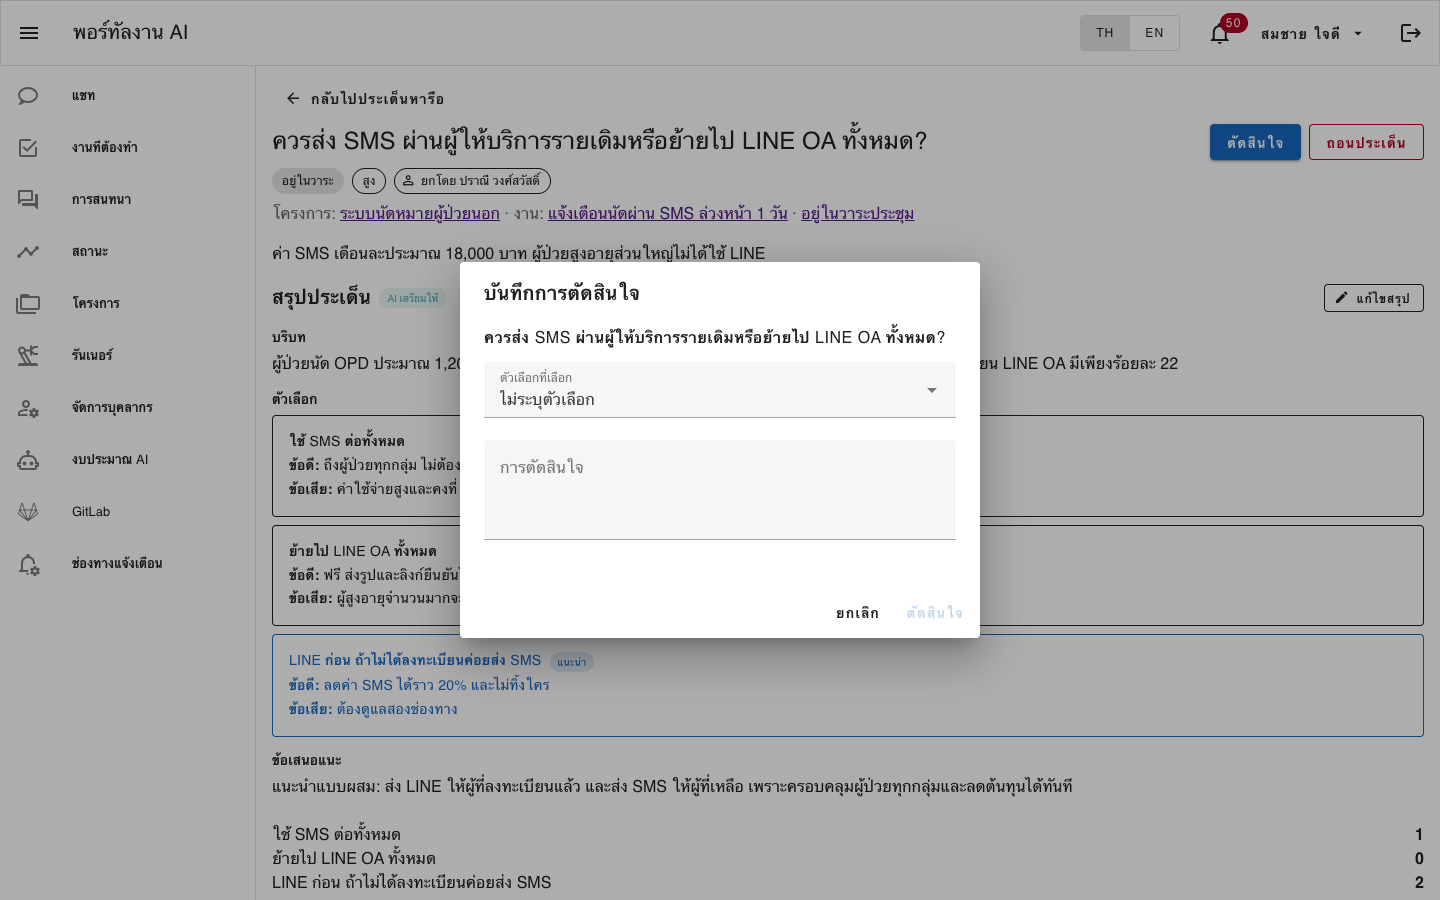 พอร์ทัลงาน AI
TH
EN
50
สมชาย ใจดี
แชท
งานที่ต้องทำ
การสนทนา
สถานะ
โครงการ
รันเนอร์
จัดการบุคลากร
งบประมาณ AI
GitLab
ช่องทางแจ้งเตือน
กลับไปประเด็นหารือ
ควรส่ง SMS ผ่านผู้ให้บริการรายเดิมหรือย้ายไป LINE OA ทั้งหมด?
ตัดสินใจ
ถอนประเด็น
อยู่ในวาระ
สูง
ยกโดย ปราณี วงศ์สวัสดิ์
โครงการ: ระบบนัดหมายผู้ป่วยนอก · งาน: แจ้งเตือนนัดผ่าน SMS ล่วงหน้า 1 วัน · อยู่ในวาระประชุม
ค่า SMS เดือนละประมาณ 18,000 บาท ผู้ป่วยสูงอายุส่วนใหญ่ไม่ได้ใช้ LINE
สรุปประเด็น
AI เตรียมให้
แก้ไขสรุป
บริบท
ผู้ป่วยนัด OPD ประมาณ 1,20
ยน LINE OA มีเพียงร้อยละ 22
ตัวเลือก
ใช้ SMS ต่อทั้งหมด
ข้อดี: ถึงผู้ป่วยทุกกลุ่ม ไม่ต้อง
ข้อเสีย: ค่าใช้จ่ายสูงและคงที่
ย้ายไป LINE OA ทั้งหมด
ข้อดี: ฟรี ส่งรูปและลิงก์ยืนยัน
ข้อเสีย: ผู้สูงอายุจำนวนมากจะ
LINE ก่อน ถ้าไม่ได้ลงทะเบียนค่อยส่ง SMS
แนะนำ
ข้อดี: ลดค่า SMS ได้ราว 20% และไม่ทิ้งใคร
ข้อเสีย: ต้องดูแลสองช่องทาง
ข้อเสนอแนะ
แนะนำแบบผสม: ส่ง LINE ให้ผู้ที่ลงทะเบียนแล้ว และส่ง SMS ให้ผู้ที่เหลือ เพราะครอบคลุมผู้ป่วยทุกกลุ่มและลดต้นทุนได้ทันที
ใช้ SMS ต่อทั้งหมด 1
ย้ายไป LINE OA ทั้งหมด 0
LINE ก่อน ถ้าไม่ได้ลงทะเบียนค่อยส่ง SMS 2
บันทึกการตัดสินใจ
ควรส่ง SMS ผ่านผู้ให้บริการรายเดิมหรือย้ายไป LINE OA ทั้งหมด?
ตัวเลือกที่เลือก
ไม่ระบุตัวเลือก
การตัดสินใจ
ยกเลิก
ตัดสินใจ